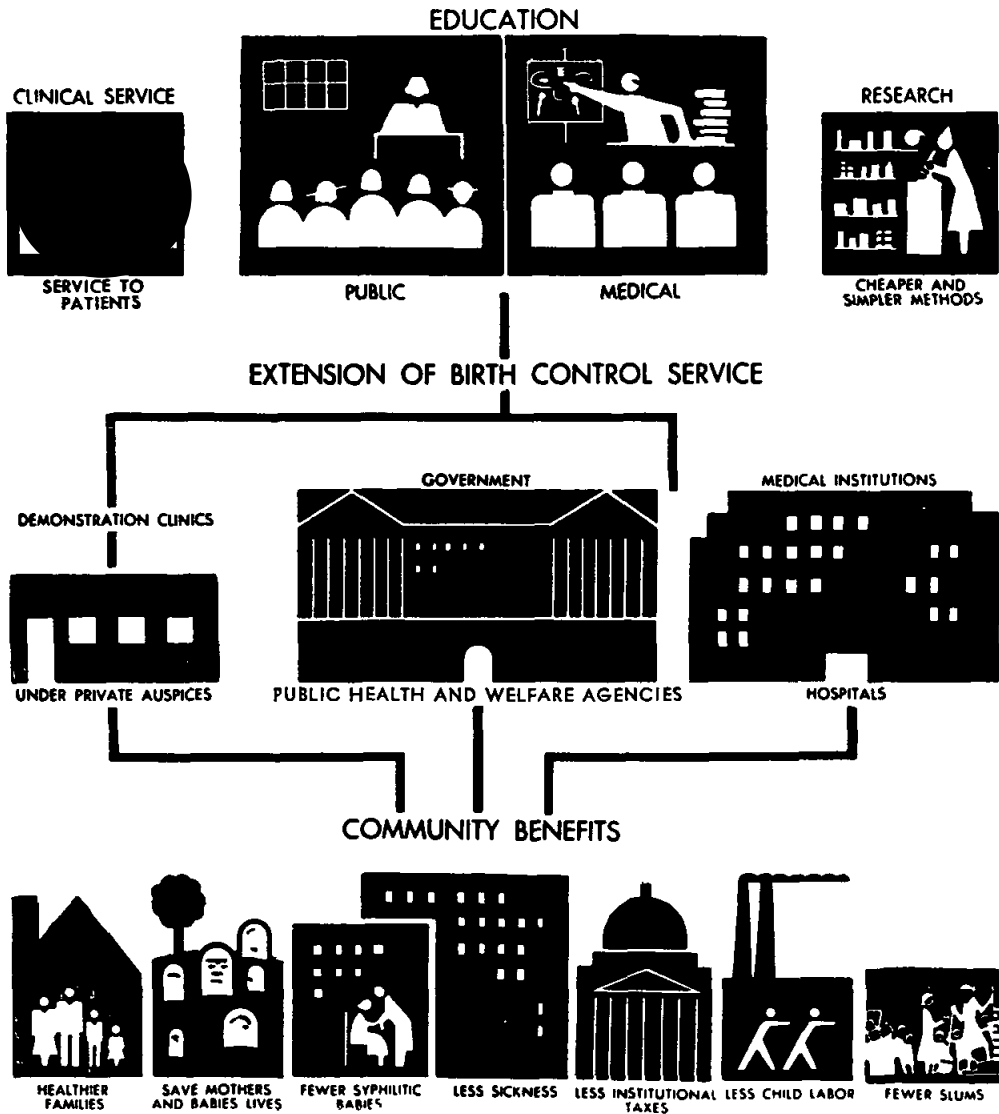 EDUCATION
CLINICAL SERVICE
RESEARCH
SERVICE TO
PATIENTS
PUBLIC
MEDICAL
CHEAPER AND
SIMPLER METHODS
EXTENSION OF BIRTH CONTROL SERVICE
GOVERNMENT
MEDICAL INSTITUTIONS
DEMONSTRATION CLINICS
UNDER PRIVATE AUSPICES
PUBLIC HEALTH AND WELFARE AGENCIES
HOSPITALS
COMMUNITY BENEFITS
HEALTHIER
FAMILIES
SAVE MOTHERS
AND BABIES LIVES
FEWER SYPHILITIC
BABIES
LESS SICKNESS
LESS INSTITUTIONAL
TAXES
LESS CHILD LABOR
FEWER SLUMS